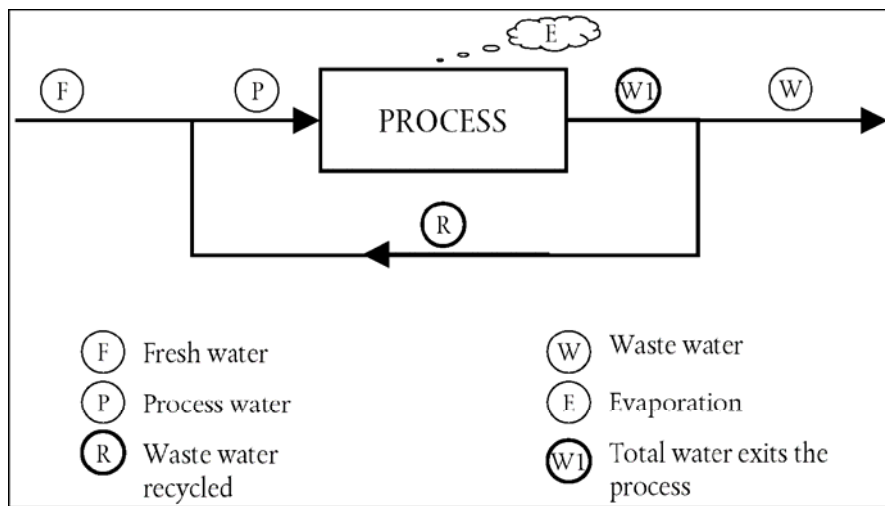 E
F
P
W1
W
PROCESS
R
F Fresh water
P Process water
R Waste water
recycled
W Waste water
E Evaporation
W1 Total water exits the
process